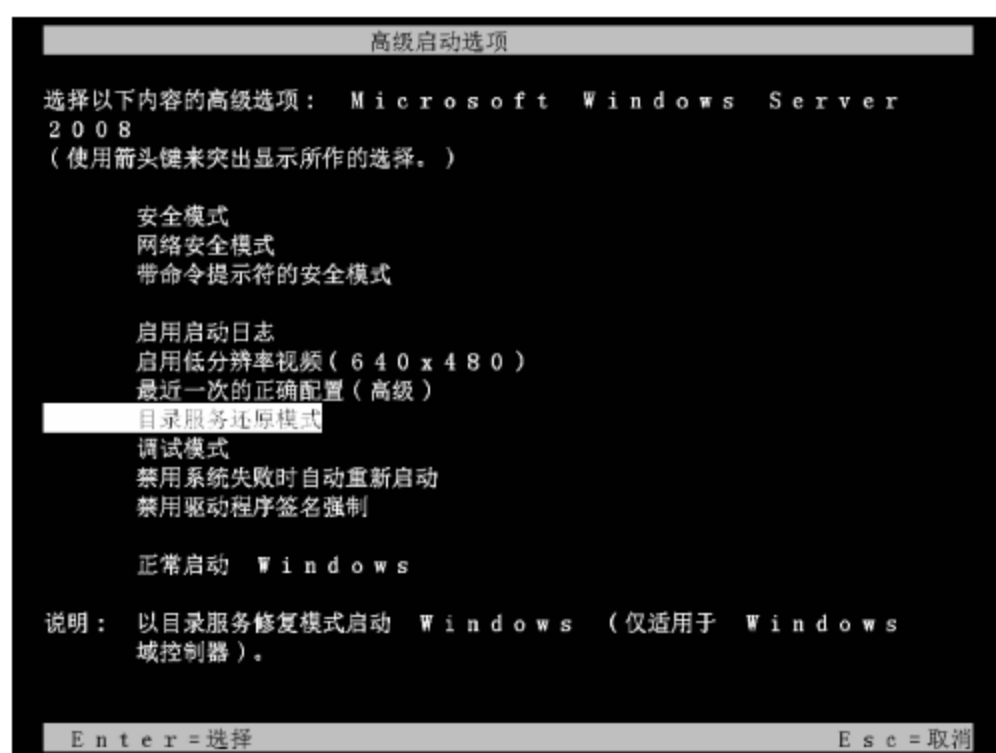 高级启动选项
选择以下内容的高级选项： Microsoft Windows Server
2008
（使用箭头键来突出显示所作的选择。）
安全模式
网络安全模式
带命令提示符的安全模式
启用启动日志
启用低分辨率视频(640x480)
最近一次的正确配置(高级)
目录服务还原模式
调试模式
禁用系统失败时自动重新启动
禁用驱动程序签名强制
正常启动 Windows
说明： 以目录服务修复模式启动 Windows （仅适用于 Windows
域控制器）。
Enter=选择 Esc=取消